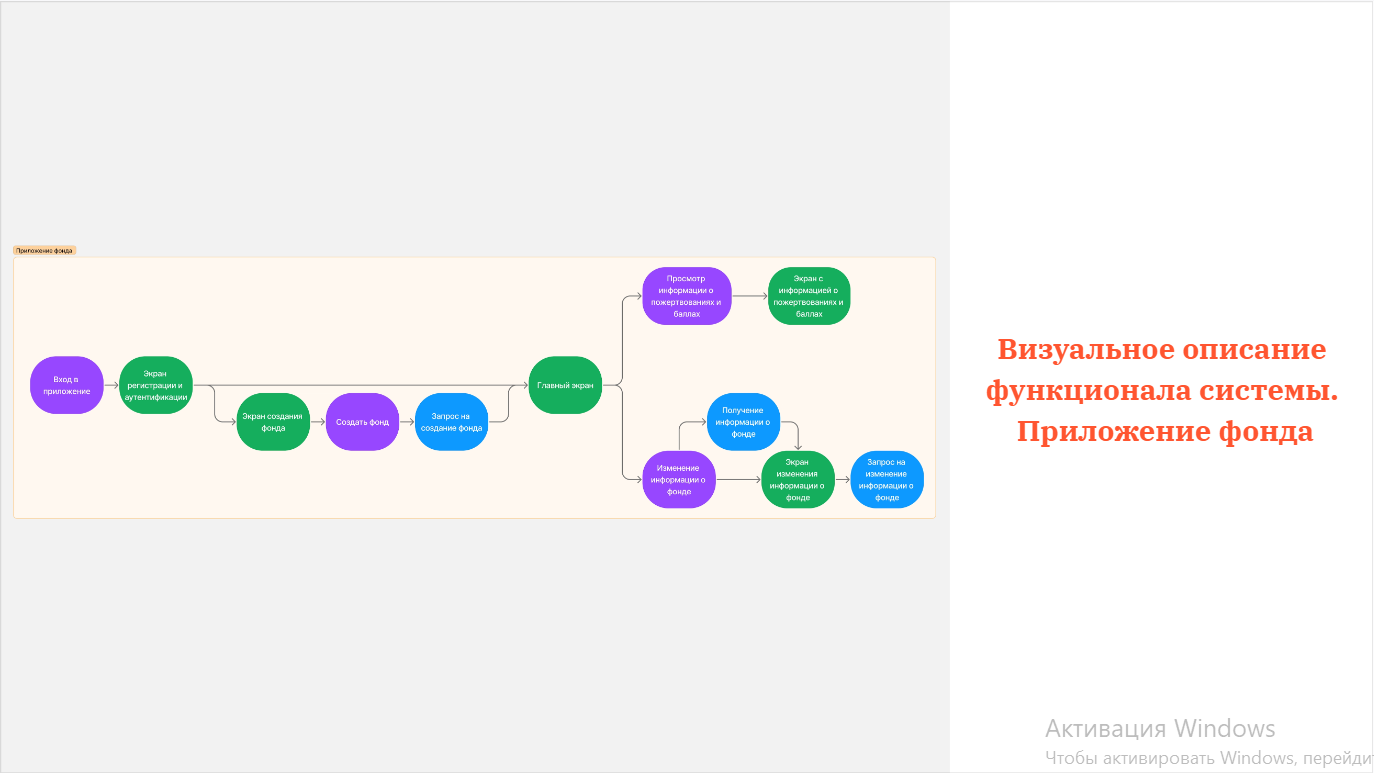 Приложение фонда
Вход в
приложение
Экран
регистрации и
аутентификации
Экран создания
фонда
Создать фонд
Запрос на
создание фонда
Главный экран
Просмотр
информации о
пожертвованиях и
баллах
Экран с
информацией о
пожертвованиях и
баллах
Изменение
информации о
фонде
Получение
информации о
фонде
Экран
изменения
информации о
фонде
Запрос на
изменение
информации о
фонде
Визуальное описание
функционала системы.
Приложение фонда
Активация Windows
Чтобы активировать Windows, перейдит